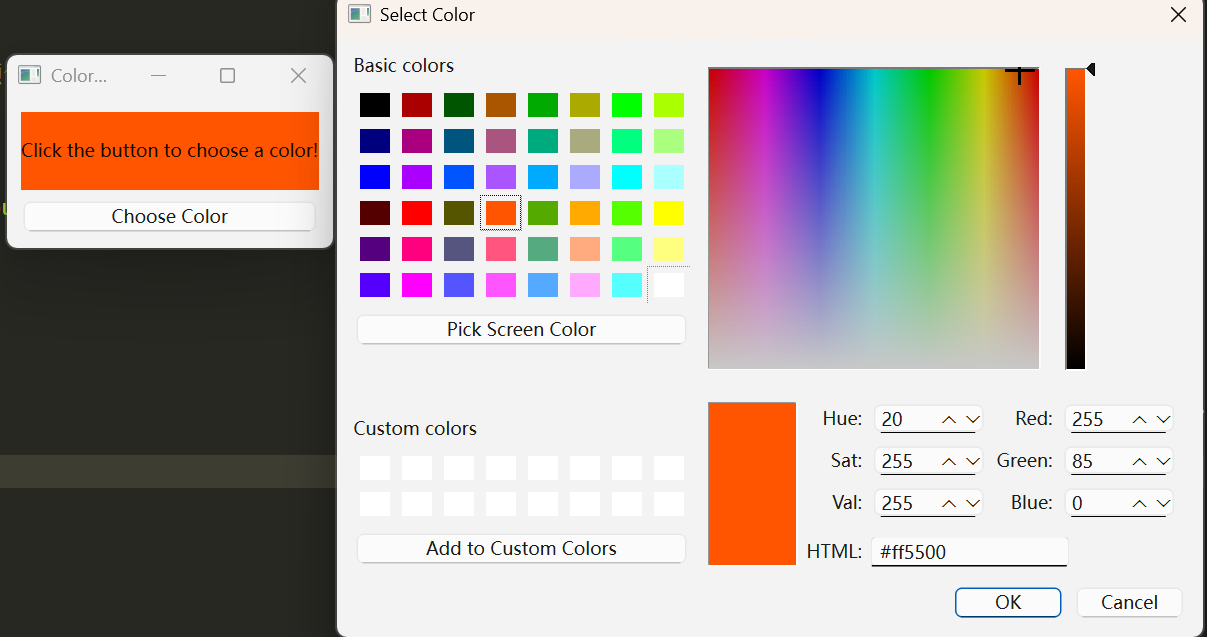 Color...
Click the button to choose a color!
Choose Color
Select Color
Basic colors
Pick Screen Color
Custom colors
Add to Custom Colors
Hue: 20 Red: 255
Sat: 255 Green: 85
Val: 255 Blue: 0
HTML: #ff5500
OK Cancel